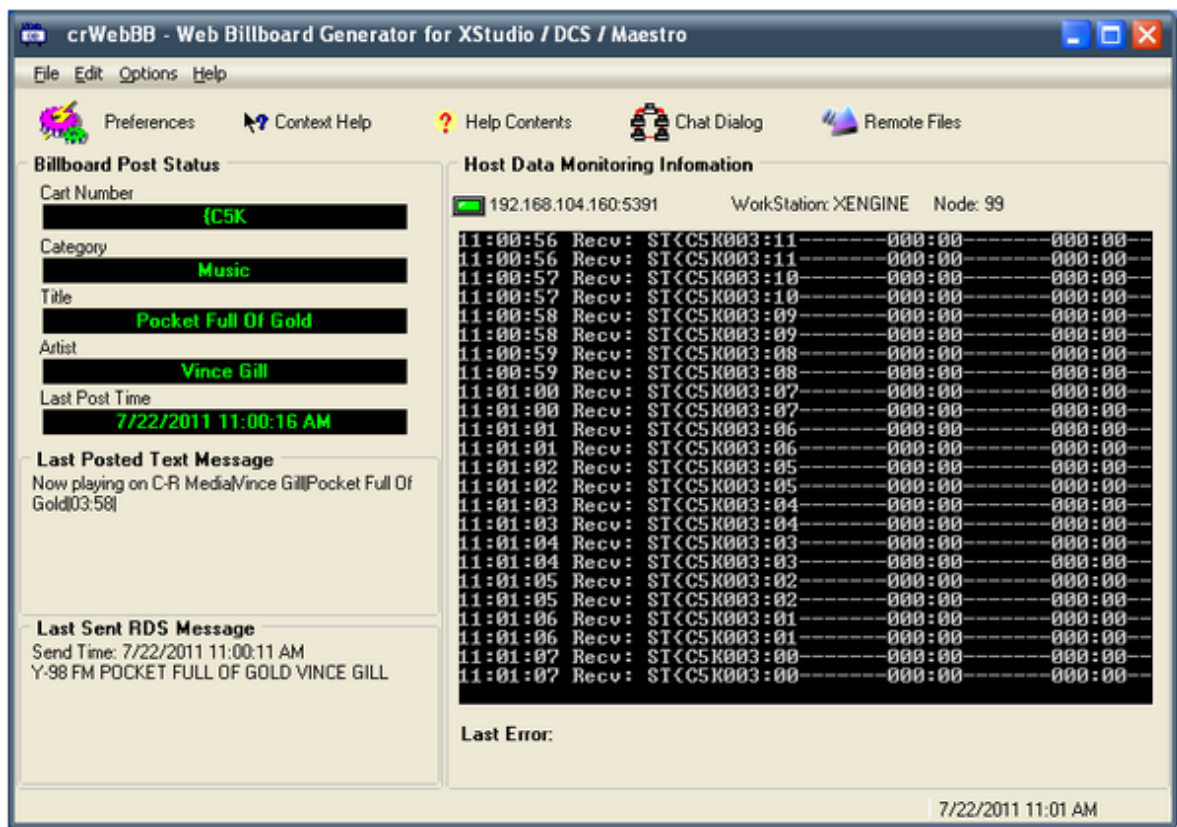 crWebBB - Web Billboard Generator for XStudio / DCS / Maestro
File Edit Options Help
Preferences Context Help Help Contents Chat Dialog Remote Files
Billboard Post Status
Cart Number
{C5K
Category
Music
Title
Pocket Full Of Gold
Artist
Vince Gill
Last Post Time
7/22/2011 11:00:16 AM
Last Posted Text Message
Now playing on C-R Media|Vince Gill|Pocket Full Of
Gold|03:58|
Last Sent RDS Message
Send Time: 7/22/2011 11:00:11 AM
Y-98 FM POCKET FULL OF GOLD VINCE GILL
Host Data Monitoring Infomation
192.168.104.160:5391 WorkStation: XENGINE Node: 99
11:00:56 Recv: ST{C5K003:11-------000:00-------000:00--
11:00:56 Recv: ST{C5K003:11-------000:00-------000:00--
11:00:57 Recv: ST{C5K003:10-------000:00-------000:00--
11:00:57 Recv: ST{C5K003:10-------000:00-------000:00--
11:00:58 Recv: ST{C5K003:09-------000:00-------000:00--
11:00:58 Recv: ST{C5K003:09-------000:00-------000:00--
11:00:59 Recv: ST{C5K003:08-------000:00-------000:00--
11:00:59 Recv: ST{C5K003:08-------000:00-------000:00--
11:01:00 Recv: ST{C5K003:07-------000:00-------000:00--
11:01:00 Recv: ST{C5K003:07-------000:00-------000:00--
11:01:01 Recv: ST{C5K003:06-------000:00-------000:00--
11:01:01 Recv: ST{C5K003:06-------000:00-------000:00--
11:01:02 Recv: ST{C5K003:05-------000:00-------000:00--
11:01:02 Recv: ST{C5K003:05-------000:00-------000:00--
11:01:03 Recv: ST{C5K003:04-------000:00-------000:00--
11:01:03 Recv: ST{C5K003:04-------000:00-------000:00--
11:01:04 Recv: ST{C5K003:03-------000:00-------000:00--
11:01:04 Recv: ST{C5K003:03-------000:00-------000:00--
11:01:05 Recv: ST{C5K003:02-------000:00-------000:00--
11:01:05 Recv: ST{C5K003:02-------000:00-------000:00--
11:01:06 Recv: ST{C5K003:01-------000:00-------000:00--
11:01:06 Recv: ST{C5K003:01-------000:00-------000:00--
11:01:07 Recv: ST{C5K003:00-------000:00-------000:00--
11:01:07 Recv: ST{C5K003:00-------000:00-------000:00--
Last Error:
7/22/2011 11:01 AM